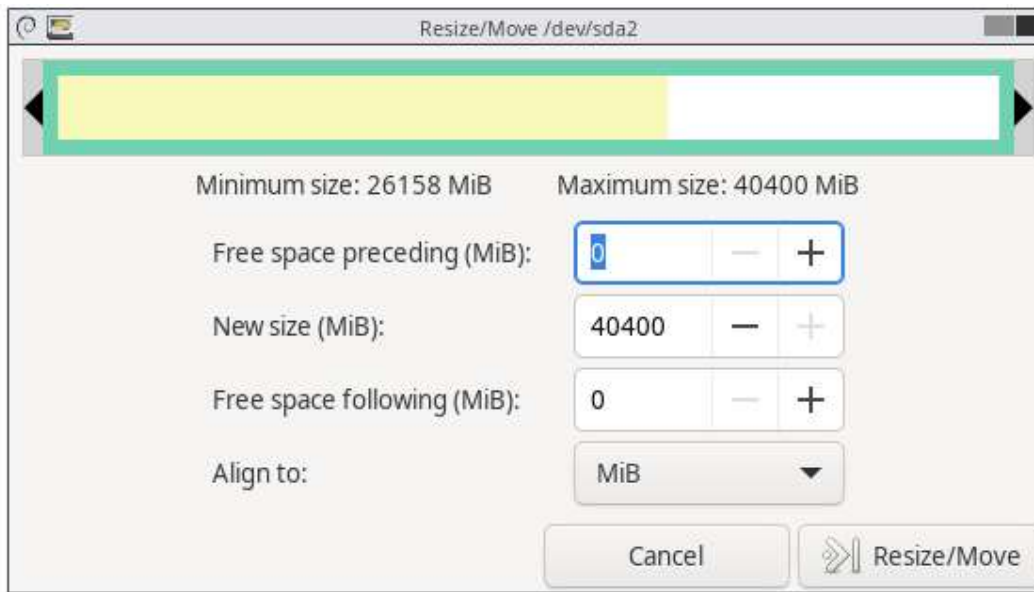 Resize/Move /dev/sda2
Minimum size: 26158 MiB Maximum size: 40400 MiB
Free space preceding (MiB): 0
New size (MiB): 40400
Free space following (MiB): 0
Align to: MiB
Cancel Resize/Move